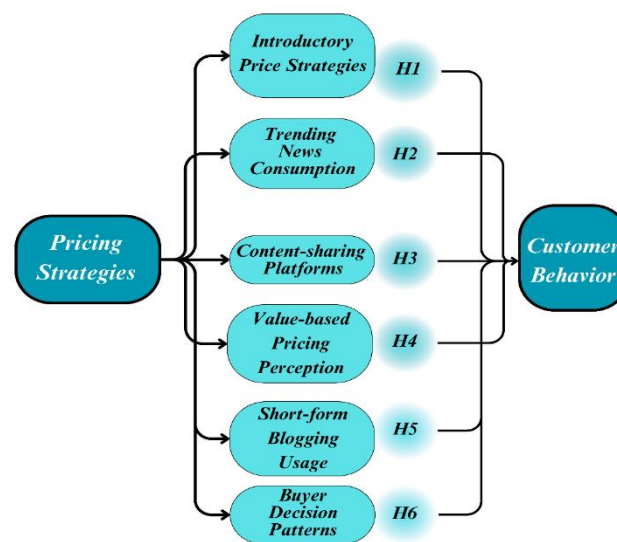 Introductory
Price Strategies
H1
Trending
News
Consumption
H2
Pricing
Strategies
Content-sharing
Platforms
H3
Customer
Behavior
Value-based
Pricing
Perception
H4
Short-form
Blogging
Usage
H5
Buyer
Decision
Patterns
H6